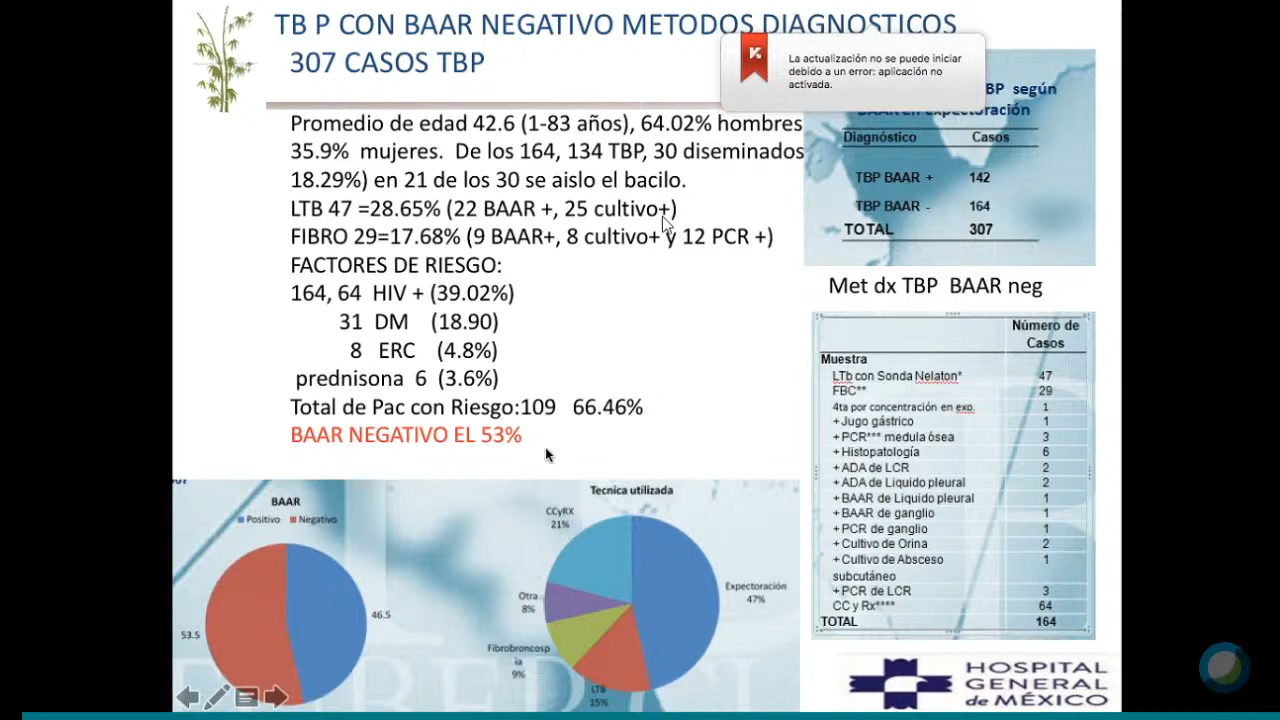 TB P CON BAAR NEGATIVO METODOS DIAGNOSTICOS
307 CASOS TBP
La actualización no se puede iniciar
debido a un error: aplicación no
activada.
Promedio de edad 42.6 (1-83 años), 64.02% hombres
35.9% mujeres. De los 164, 134 TBP, 30 diseminados
18.29%) en 21 de los 30 se aislo el bacilo.
LTB 47 =28.65% (22 BAAR +, 25 cultivo+)
FIBRO 29=17.68% (9 BAAR+, 8 cultivo+ y 12 PCR +)
FACTORES DE RIESGO:
164, 64 HIV + (39.02%)
31 DM (18.90)
8 ERC (4.8%)
prednisona 6 (3.6%)
Total de Pac con Riesgo:109 66.46%
BAAR NEGATIVO EL 53%
BP según
BAAR en expectoración
Diagnóstico Casos
TBP BAAR + 142
TBP BAAR - 164
TOTAL 307
Met dx TBP BAAR neg
Número de
Casos
Muestra
LTb con Sonda Nelaton* 47
FBC** 29
4ta por concentración en exp. 1
+Jugo gástrico 1
+PCR*** medula ósea 3
+Histopatología 6
+ADA de LCR 2
+ADA de Liquido pleural 2
+BAAR de Liquido pleural 1
+BAAR de ganglio 1
+PCR de ganglio 1
+Cultivo de Orina 2
+Cultivo de Absceso 1
subcutáneo
+PCR de LCR 3
CC y Rx**** 64
TOTAL 164
BAAR
Positivo Negativo
46.5
53.5
Tecnica utilizada
CCyRX
21%
Expectoración
47%
Otra
8%
Fibrobroncosp
ia
9%
LTB
15%
HOSPITAL
GENERAL
de MÉXICO